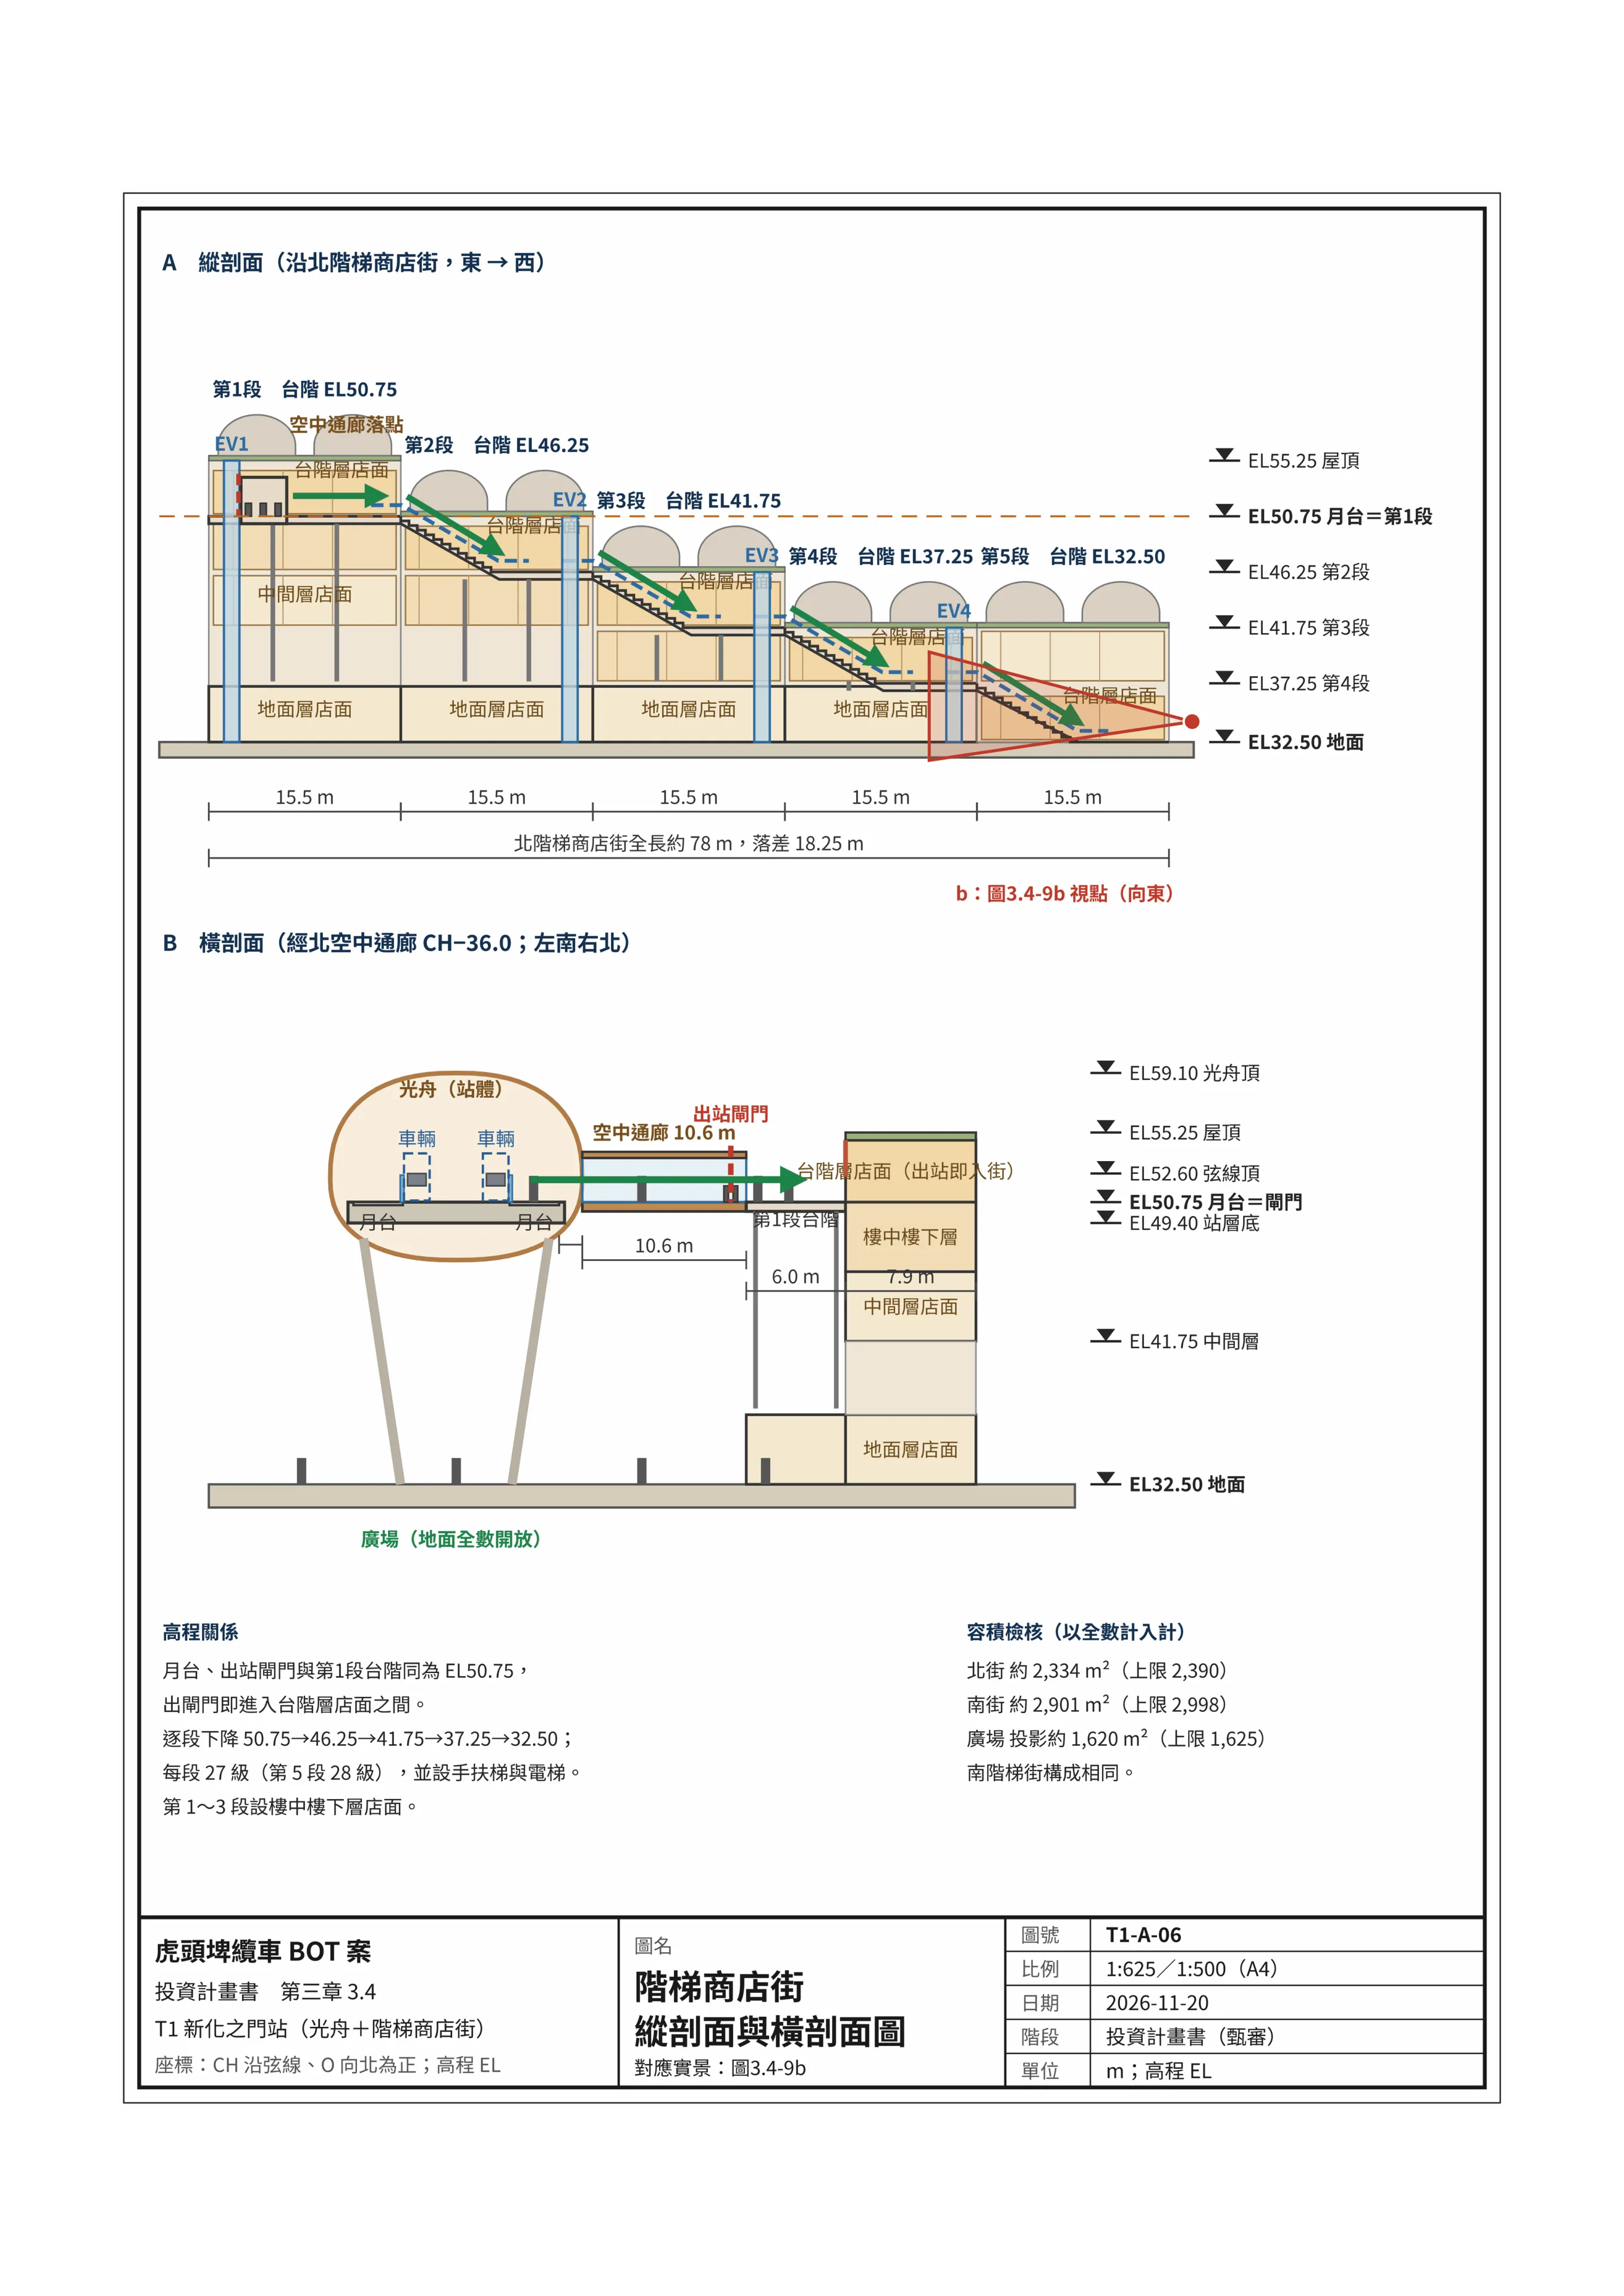 A 縱剖面（沿北階梯商店街，東 → 西）
第1段 台階 EL50.75
空中通廊落點
EV1
第2段 台階 EL46.25
台階層店面
EL55.25 屋頂
EV2
第3段 台階 EL41.75
EL50.75 月台＝第1段
台階層店面
EV3
第4段 台階 EL37.25
第5段 台階 EL32.50
EL46.25 第2段
台階層店面
中間層店面
EV4
EL41.75 第3段
台階層店面
EL37.25 第4段
台階層店面
地面層店面
地面層店面
地面層店面
地面層店面
EL32.50 地面
15.5 m
15.5 m
15.5 m
15.5 m
15.5 m
北階梯商店街全長約 78 m，落差 18.25 m
b：圖3.4-9b 視點（向東）
B 橫剖面（經北空中通廊 CH−36.0；左南右北）
EL59.10 光舟頂
光舟（站體）
出站閘門
空中通廊 10.6 m
EL55.25 屋頂
車輛
車輛
台階層店面（出站即入街）
EL52.60 弦線頂
EL50.75 月台＝閘門
月台
月台
第1段台階
EL49.40 站層底
樓中樓下層
10.6 m
6.0 m
7.9 m
中間層店面
EL41.75 中間層
地面層店面
EL32.50 地面
廣場（地面全數開放）
高程關係
月台、出站閘門與第1段台階同為 EL50.75，
出閘門即進入台階層店面之間。
逐段下降 50.75→46.25→41.75→37.25→32.50；
每段 27 級（第 5 段 28 級），並設手扶梯與電梯。
第 1～3 段設樓中樓下層店面。
容積檢核（以全數計入計）
北街 約 2,334 m²（上限 2,390）
南街 約 2,901 m²（上限 2,998）
廣場 投影約 1,620 m²（上限 1,625）
南階梯街構成相同。
虎頭埤纜車 BOT 案
投資計畫書 第三章 3.4
T1 新化之門站（光舟＋階梯商店街）
座標：CH 沿弦線、O 向北為正；高程 EL
圖名
階梯商店街
縱剖面與橫剖面圖
對應實景：圖3.4-9b
圖號 T1-A-06
比例 1:625／1:500（A4）
日期 2026-11-20
階段 投資計畫書（甄審）
單位 m；高程 EL